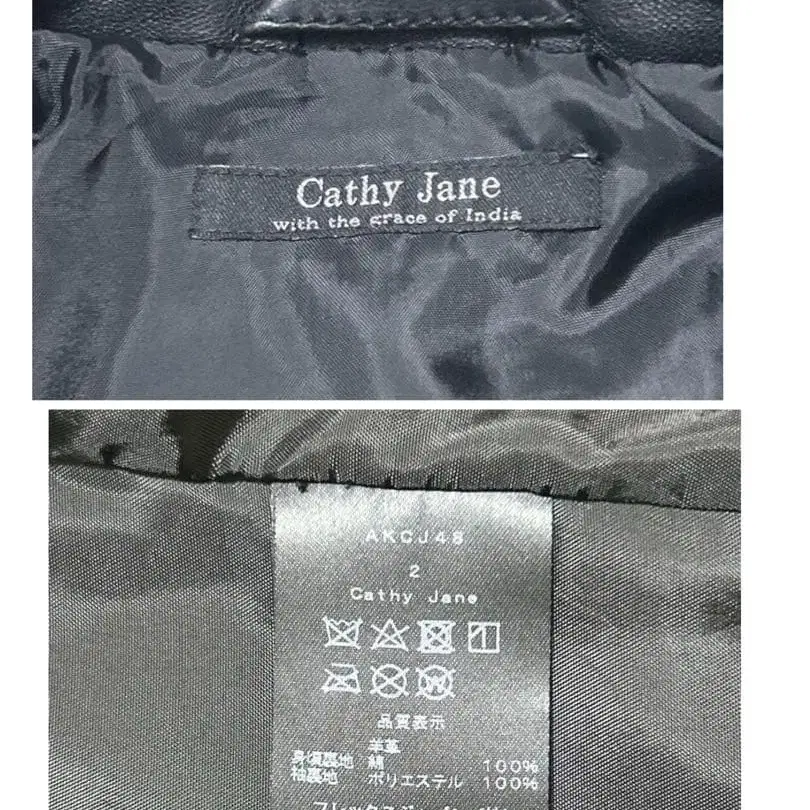 Cathy Jane
with the grace of India
AKCJ48
2
Cathy Jane
品質表示
羊革
身頃裏地 綿 100%
袖裏地 ポリエステル 100%